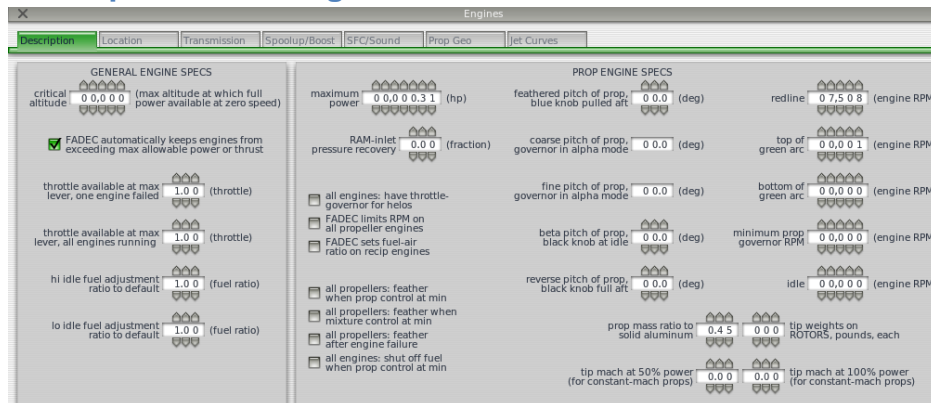 Engines
Description
Location
Transmission
Spoolup/Boost
SFC/Sound
Prop Geo
Jet Curves
GENERAL ENGINE SPECS
critical altitude
0 0,0 0 0
(max altitude at which full
power available at zero speed)
FADEC automatically keeps engines from
exceeding max allowable power or thrust
throttle available at max
lever, one engine failed
1.0 0
(throttle)
throttle available at max
lever, all engines running
1.0 0
(throttle)
hi idle fuel adjustment
ratio to default
1.0 0
(fuel ratio)
lo idle fuel adjustment
ratio to default
1.0 0
(fuel ratio)
PROP ENGINE SPECS
maximum
power
0 0,0 0 0.3 1
(hp)
RAM-inlet
pressure recovery
0.0 0
(fraction)
all engines: have throttle-
governor for helos
FADEC limits RPM on
all propeller engines
FADEC sets fuel-air
ratio on recip engines
all propellers: feather
when prop control at min
all propellers: feather when
mixture control at min
all propellers: feather
after engine failure
all engines: shut off fuel
when prop control at min
feathered pitch of prop,
blue knob pulled aft
0 0.0
(deg)
coarse pitch of prop,
governor in alpha mode
0 0.0
(deg)
fine pitch of prop,
governor in alpha mode
0 0.0
(deg)
beta pitch of prop,
black knob at idle
0 0.0
(deg)
reverse pitch of prop,
black knob full aft
0 0.0
(deg)
redline
0 7,5 0 8
(engine RPM
top of
green arc
0 0,0 0 1
(engine RPM
bottom of
green arc
0 0,0 0 0
(engine RPM
minimum prop
governor RPM
0 0,0 0 0
(engine RPM
idle
0 0,0 0 0
(engine RPM
prop mass ratio to
solid aluminum
0.4 5
0 0 0
tip weights on
ROTORS, pounds, each
tip mach at 50% power
(for constant-mach props)
0.0 0
0.0 0
tip mach at 100% power
(for constant-mach props)